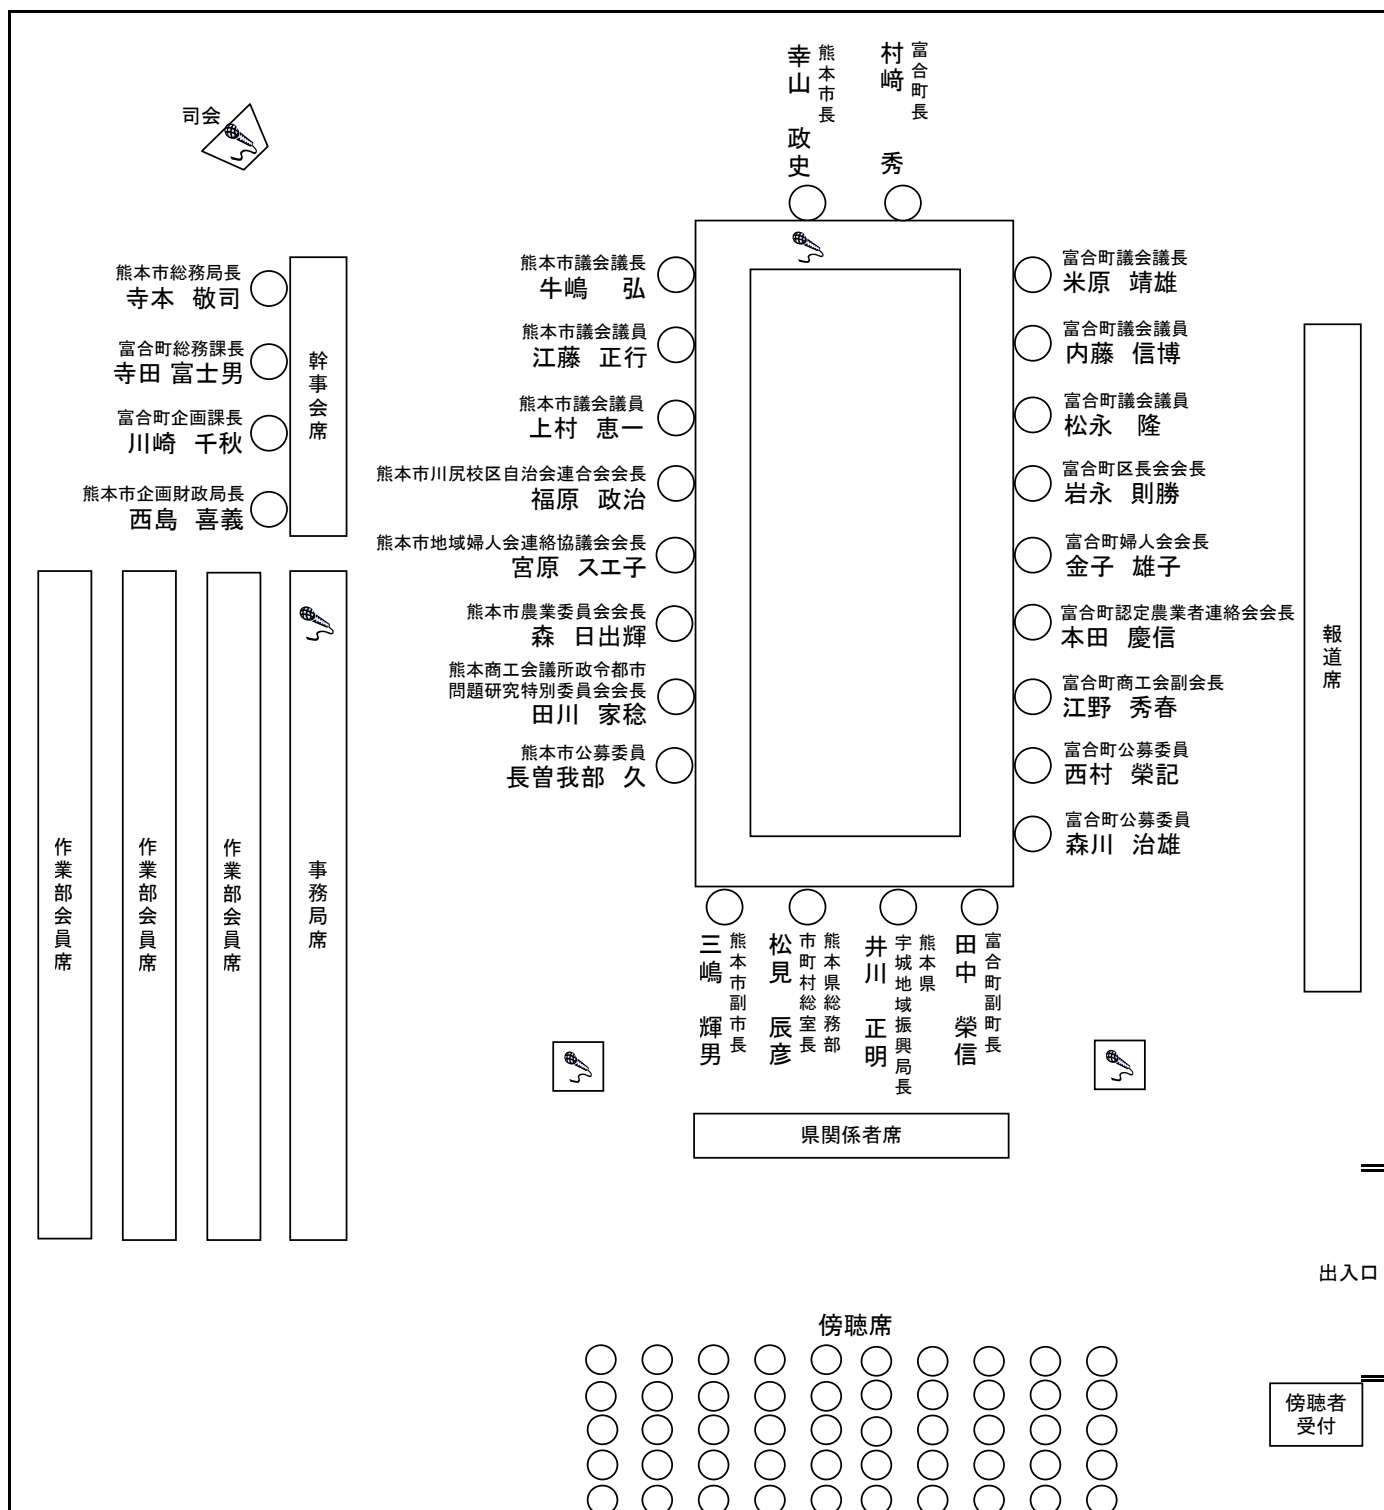 司会
熊本市長
幸山 政史
富合町長
村﨑 秀
熊本市総務局長
寺本 敬司
富合町総務課長
寺田 富士男
富合町企画課長
川崎 千秋
熊本市企画財政局長
西島 喜義
幹事会席
熊本市議会議長
牛嶋 弘
熊本市議会議員
江藤 正行
熊本市議会議員
上村 恵一
熊本市川尻校区自治会連合会会長
福原 政治
熊本市地域婦人会連絡協議会会長
宮原 スエ子
熊本市農業委員会会長
森 日出輝
熊本商工会議所政令都市
問題研究特別委員会会長
田川 家稔
熊本市公募委員
長曽我部 久
富合町議会議長
米原 靖雄
富合町議会議員
内藤 信博
富合町議会議員
松永 隆
富合町区長会会長
岩永 則勝
富合町婦人会会長
金子 雄子
富合町認定農業者連絡会会長
本田 慶信
富合町商工会副会長
江野 秀春
富合町公募委員
西村 榮記
富合町公募委員
森川 治雄
報道席
作業部会員席
作業部会員席
作業部会員席
事務局席
熊本市副市長
三嶋 輝男
熊本県総務部
市町村総室長
松見 辰彦
熊本県
宇城地域振興局長
井川 正明
富合町副町長
田中 榮信
県関係者席
出入口
傍聴席
傍聴者
受付